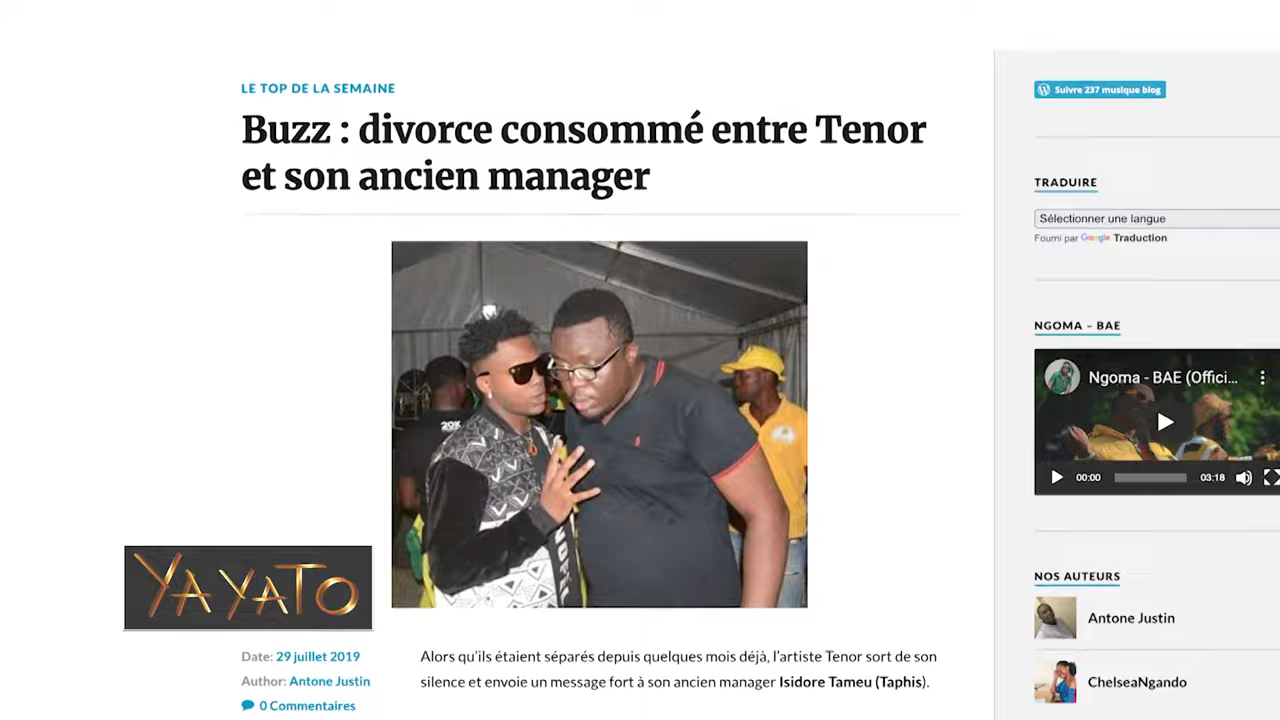 LE TOP DE LA SEMAINE
Buzz : divorce consommé entre Tenor
et son ancien manager
20K
YAYATO
Date: 29 juillet 2019
Author: Antone Justin
0 Commentaires
Alors qu’ils étaient séparés depuis quelques mois déjà, l’artiste Tenor sort de son
silence et envoie un message fort à son ancien manager Isidore Tameu (Taphis).
Suivre 237 musique blog
TRADUIRE
Sélectionner une langue
Fourni par Google Traduction
NGOMA – BAE
Ngoma - BAE (Offici...
00:00
03:18
NOS AUTEURS
Antone Justin
ChelseaNgando